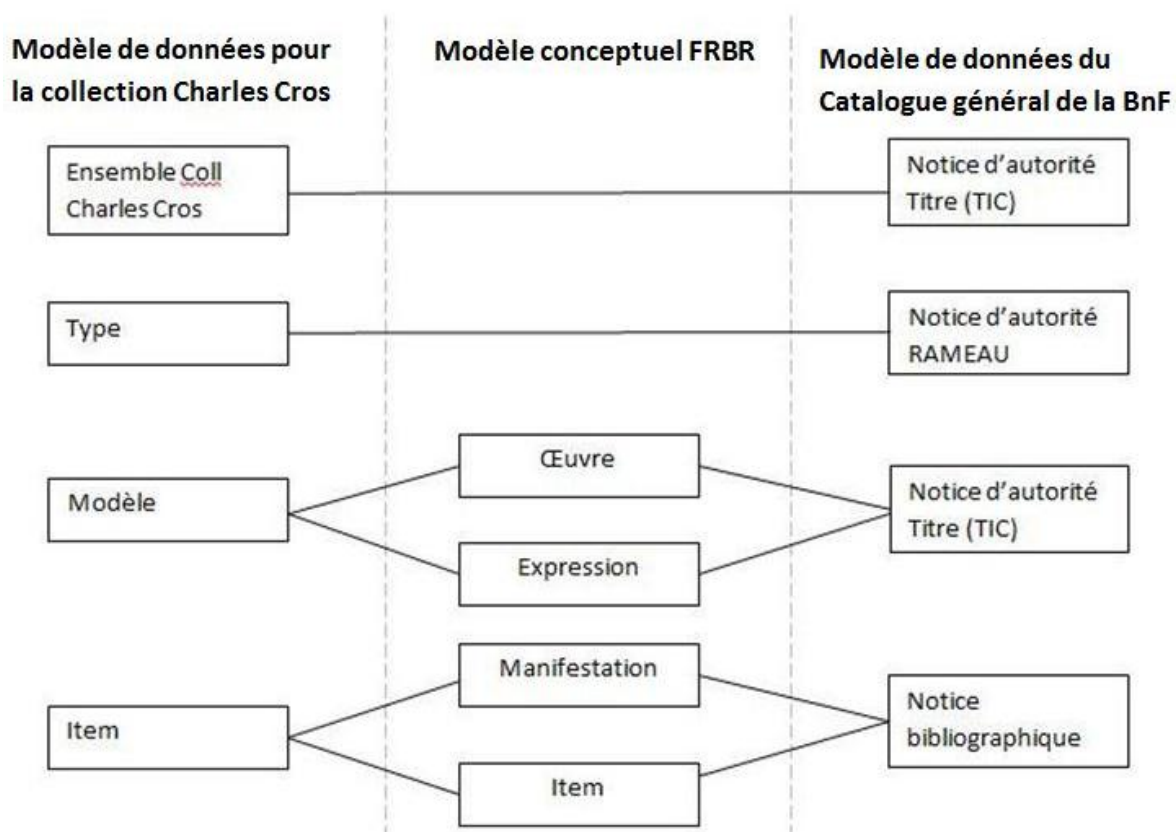 Modèle de données pour
la collection Charles Cros
Modèle conceptuel FRBR
Modèle de données du
Catalogue général de la BnF
Ensemble Coll
Charles Cros
Notice d'autorité
Titre (TIC)
Type
Notice d'autorité
RAMEAU
Œuvre
Modèle
Notice d'autorité
Titre (TIC)
Expression
Manifestation
Item
Notice
bibliographique
Item